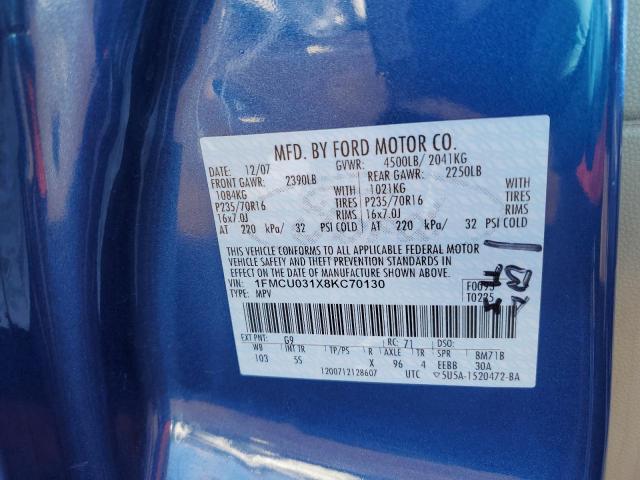 MFD. BY FORD MOTOR CO.
DATE: 12/07 GVWR: 4500LB/ 2041KG
FRONT GAWR: 2390LB REAR GAWR: 2250LB
1084KG WITH 1021KG WITH
P235/70R16 TIRES P235/70R16 TIRES
16x7.0J RIMS 16x7.0J RIMS
AT 220 kPa/ 32 PSI COLD AT 220 kPa/ 32 PSI COLD
THIS VEHICLE CONFORMS TO ALL APPLICABLE FEDERAL MOTOR
VEHICLE SAFETY AND THEFT PREVENTION STANDARDS IN
EFFECT ON THE DATE OF MANUFACTURE SHOWN ABOVE.
VIN: 1FMCU031X8KC70130 F0095
TYPE: MPV T0225
EXT PNT: G9 RC: 71 DSO:
WB INT TR TP/PS R AXLE TR SPR BM71B
103 5S X 96 4 EEBB 30A
1200712128607 UTC 5U5A-1520472-BA